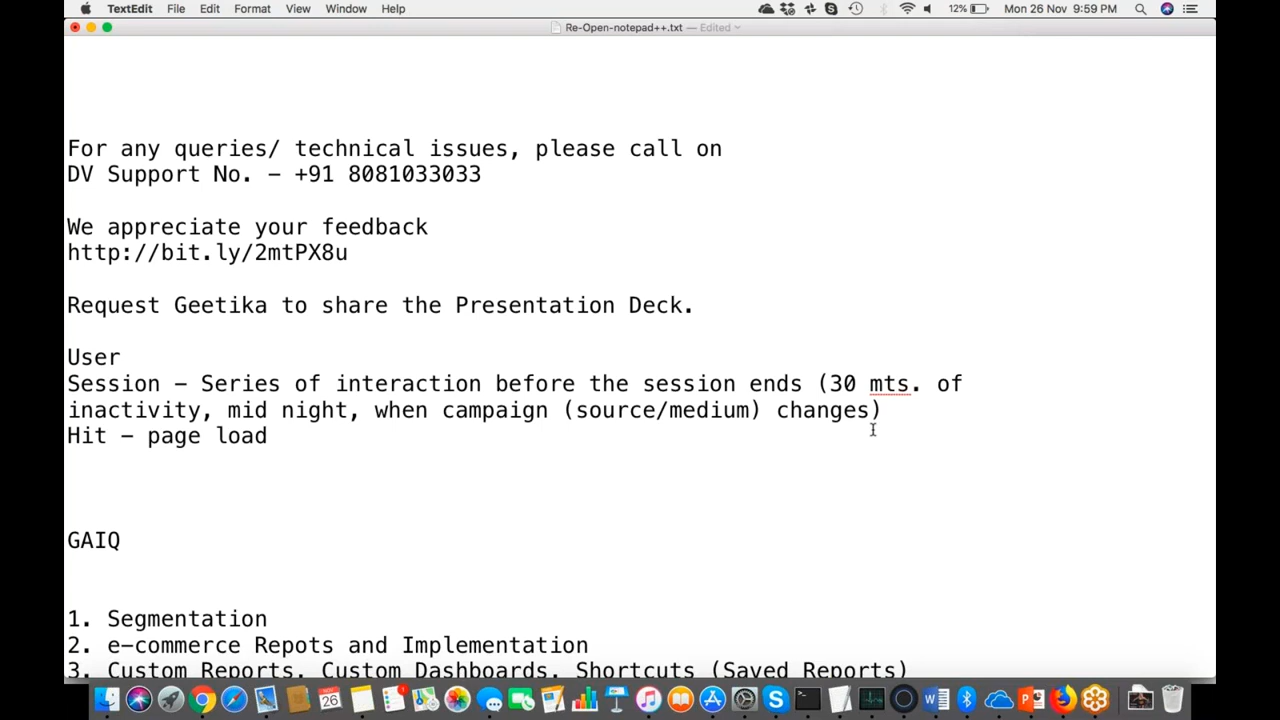 TextEdit File Edit Format View Window Help 12% Mon 26 Nov 9:59 PM
Re-Open-notepad++.txt — Edited
For any queries/ technical issues, please call on
DV Support No. – +91 8081033033
We appreciate your feedback
http://bit.ly/2mtPX8u
Request Geetika to share the Presentation Deck.
User
Session – Series of interaction before the session ends (30 mts. of
inactivity, mid night, when campaign (source/medium) changes)
Hit – page load
GAIQ
1. Segmentation
2. e-commerce Repots and Implementation
3. Custom Reports, Custom Dashboards, Shortcuts (Saved Reports)
NOV
26